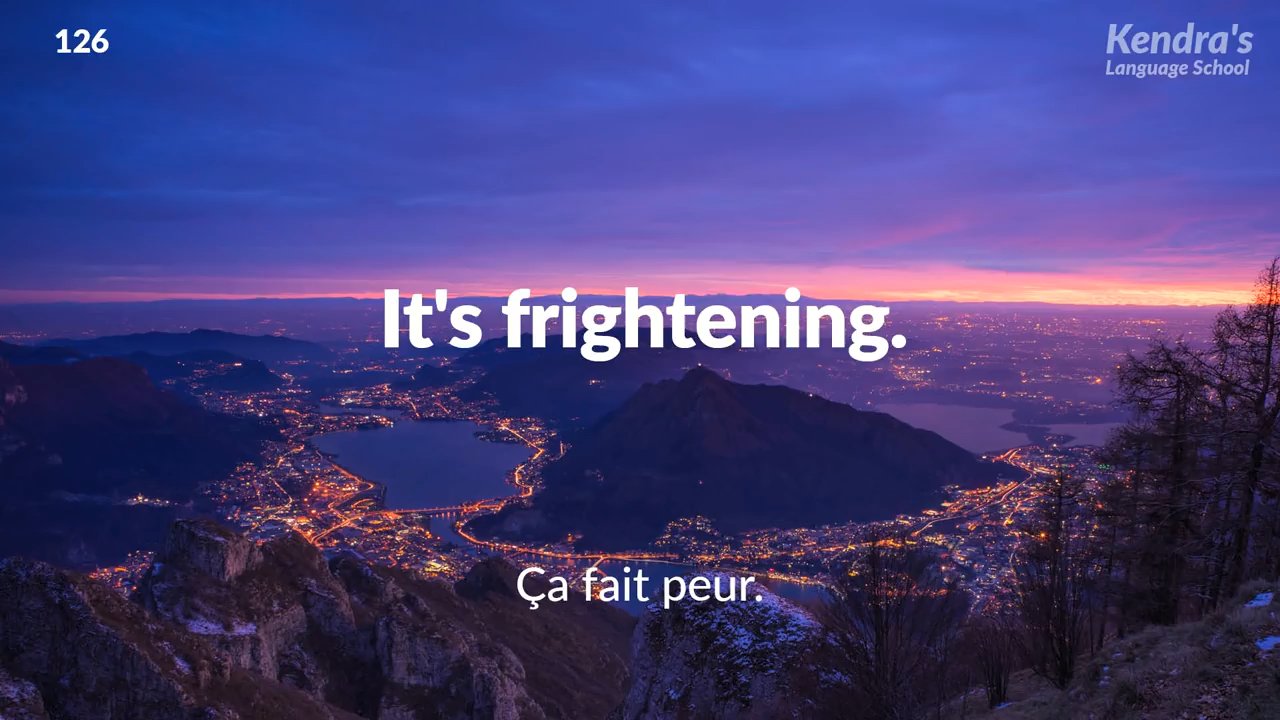 126
Kendra's
Language School
It's frightening.
Ça fait peur.